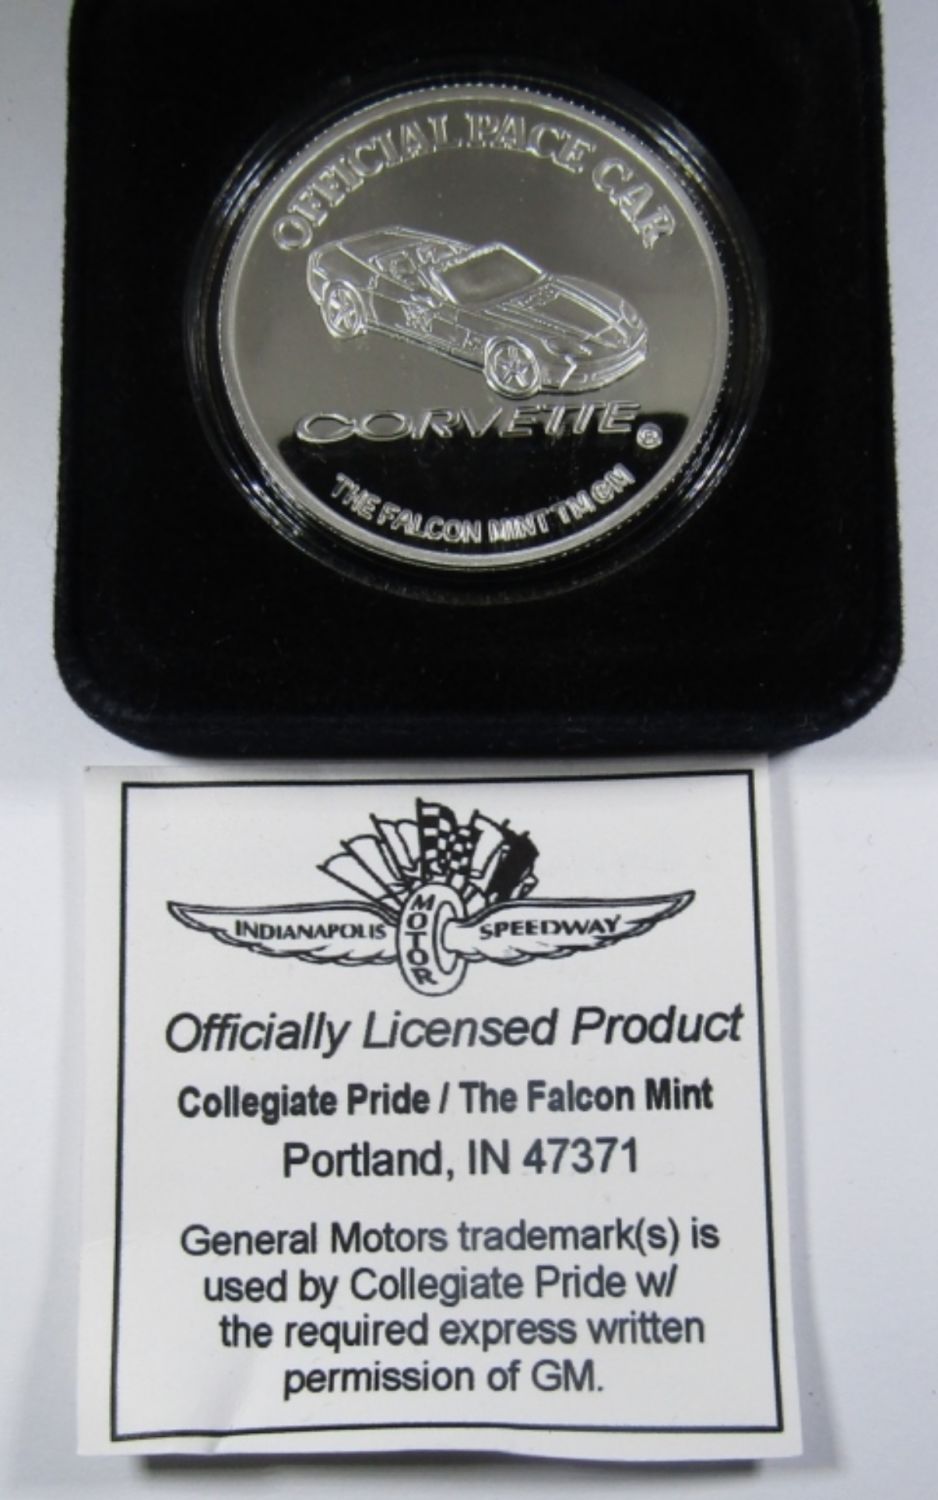 OFFICIAL PACE CAR
CORVETTE®
THE FALCON MINT TM GM
INDIANAPOLIS MOTOR SPEEDWAY
Officially Licensed Product
Collegiate Pride / The Falcon Mint
Portland, IN 47371
General Motors trademark(s) is
used by Collegiate Pride w/
the required express written
permission of GM.